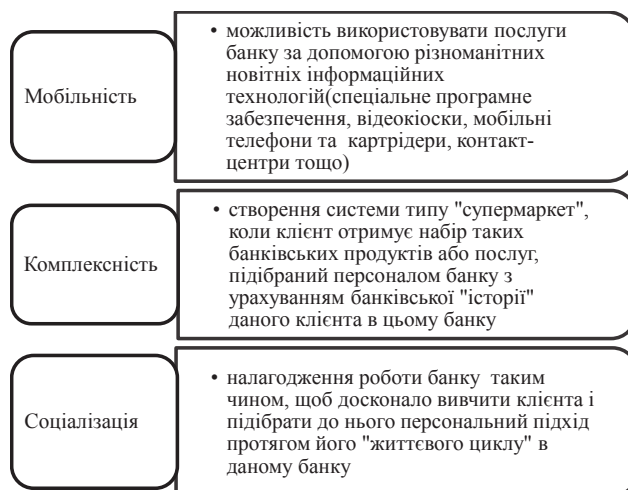 Мобільність
• можливість використовувати послуги
банку за допомогою різноманітних
новітніх інформаційних
технологій(спеціальне програмне
забезпечення, відеокіоски, мобільні
телефони та картрідери, контакт-
центри тощо)
Комплексність
• створення системи типу "супермаркет",
коли клієнт отримує набір таких
банківських продуктів або послуг,
підібраний персоналом банку з
урахуванням банківської "історії"
даного клієнта в цьому банку
Соціалізація
• налагодження роботи банку таким
чином, щоб досконало вивчити клієнта і
підібрати до нього персональний підхід
протягом його "життєвого циклу" в
даному банку